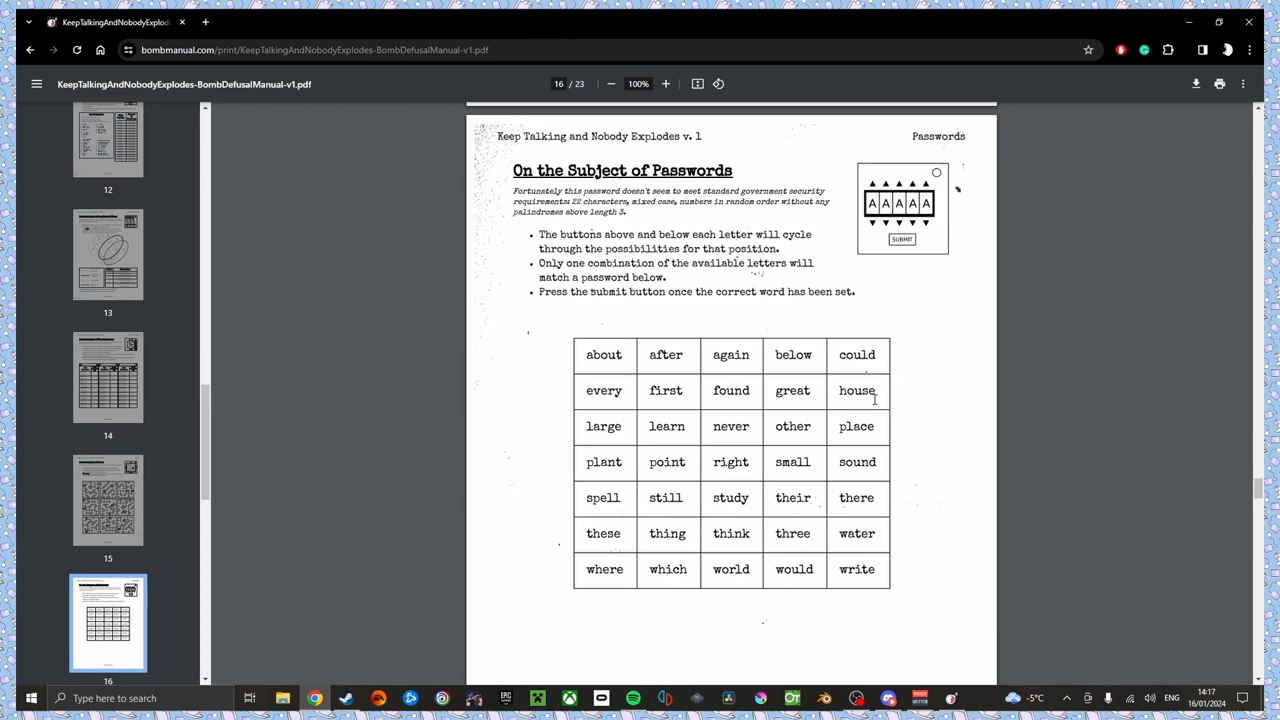 KeepTalkingAndNobodyExplod
bombmanual.com/print/KeepTalkingAndNobodyExplodes-BombDefusalManual-v1.pdf
KeepTalkingAndNobodyExplodes-BombDefusalManual-v1.pdf
16 / 23
100%
12
13
14
15
16
Keep Talking and Nobody Explodes v. 1 Passwords
On the Subject of Passwords
Fortunately this password doesn't seem to meet standard government security
requirements: 22 characters, mixed case, numbers in random order without any
palindromes above length 3.
A A A A A
SUBMIT
• The buttons above and below each letter will cycle
through the possibilities for that position.
• Only one combination of the available letters will
match a password below.
• Press the submit button once the correct word has been set.
about after again below could
every first found great house
large learn never other place
plant point right small sound
spell still study their there
these thing think three water
where which world would write
Type here to search
-5°C
ENG
14:17
16/01/2024